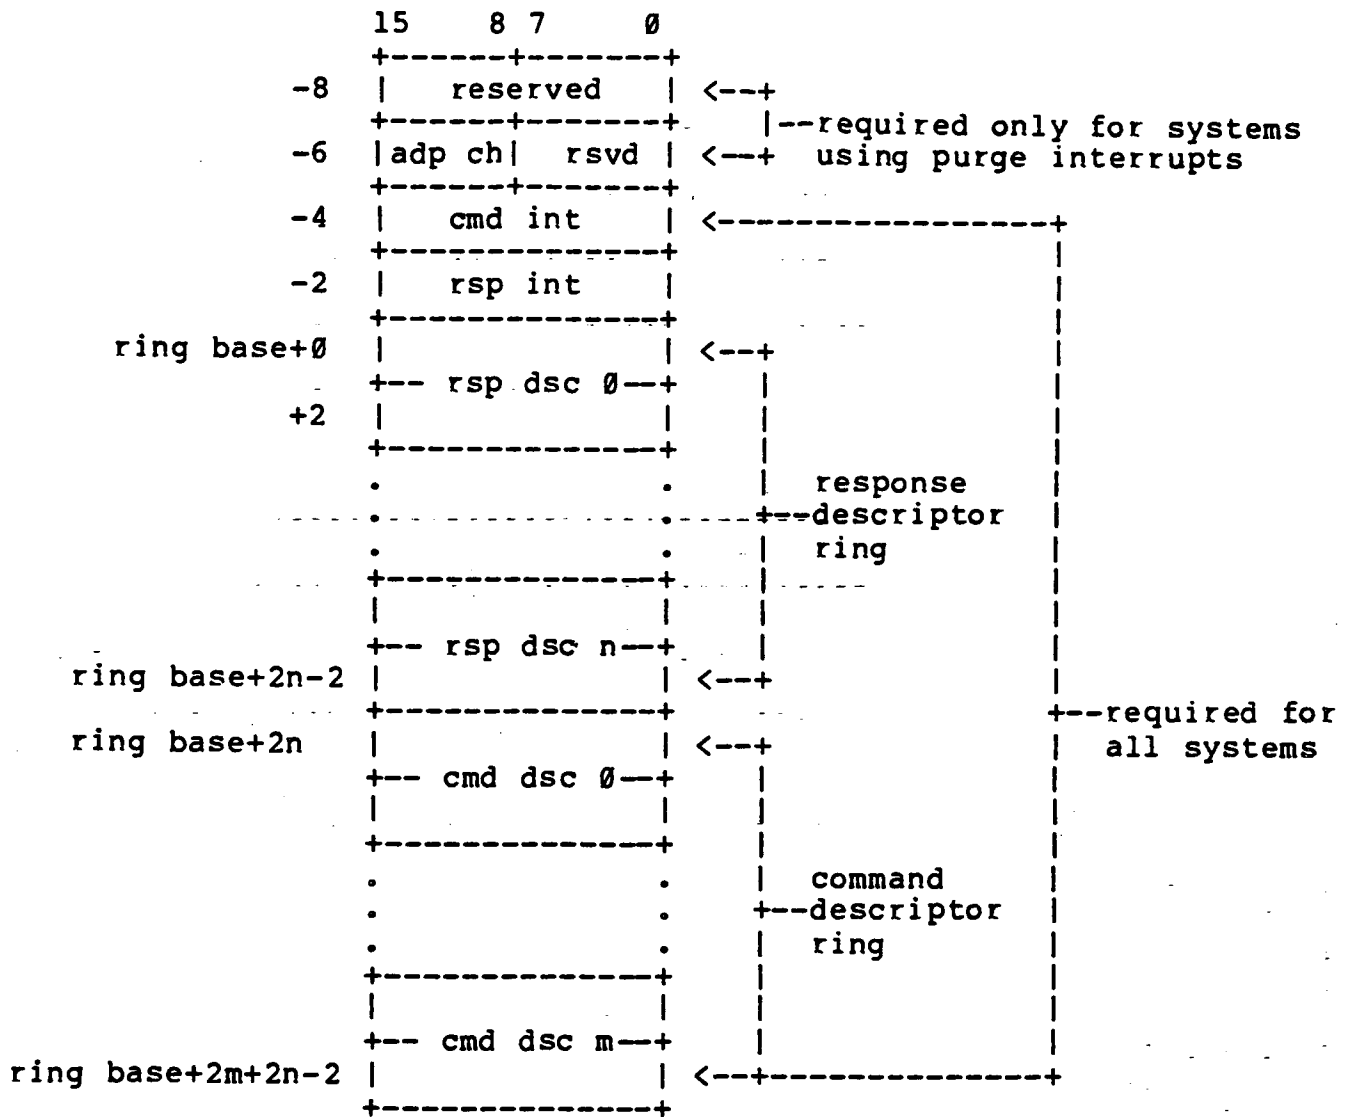 15 8 7 0
-8 reserved
required only for systems
-6 adp ch rsvd using purge interrupts
-4 cmd int
-2 rsp int
ring base+0
rsp dsc 0
+2
response
descriptor
ring
rsp dsc n
ring base+2n-2
required for
ring base+2n all systems
cmd dsc 0
command
descriptor
ring
cmd dsc m
ring base+2m+2n-2